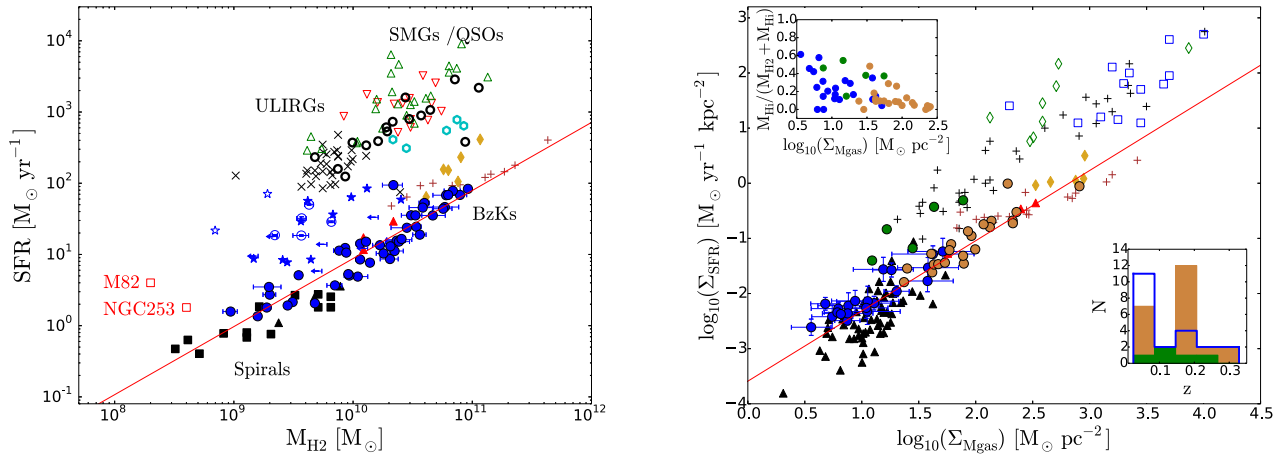 SFR [M⊙ yr⁻¹]
10⁴
10³
10²
10¹
10⁰
10⁻¹
SMGs /QSOs
ULIRGs
BzKs
M82
NGC253
Spirals
10⁸ 10⁹ 10¹⁰ 10¹¹ 10¹²
M_H2 [M⊙]
log₁₀(Σ_SFR) [M⊙ yr⁻¹ kpc⁻²]
3
2
1
0
−1
−2
−3
−4
M_Hi/(M_H2 + M_Hi)
1.0
0.8
0.6
0.4
0.2
0.0
0.5 1.0 1.5 2.0 2.5
log₁₀(Σ_Mgas) [M⊙ pc⁻²]
N
14
12
10
8
6
4
2
0
0.1 0.2 0.3
z
0.0 0.5 1.0 1.5 2.0 2.5 3.0 3.5 4.0 4.5
log₁₀(Σ_Mgas) [M⊙ pc⁻²]